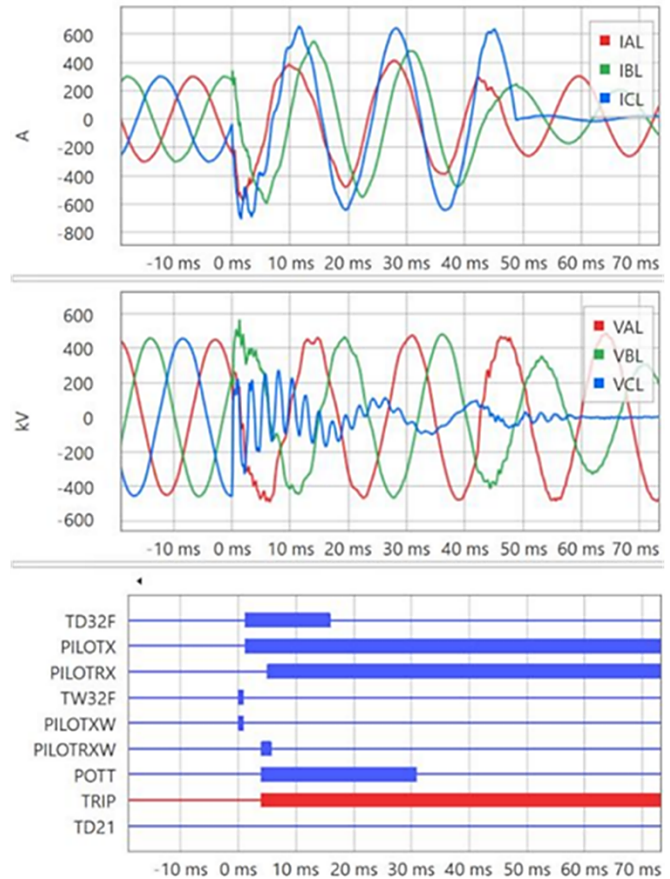 600
400
200
0
-200
-400
-600
-800
A
IAL
IBL
ICL
-10 ms 0 ms 10 ms 20 ms 30 ms 40 ms 50 ms 60 ms 70 ms
600
400
200
0
-200
-400
-600
kV
VAL
VBL
VCL
-10 ms 0 ms 10 ms 20 ms 30 ms 40 ms 50 ms 60 ms 70 ms
TD32F
PILOTX
PILOTRX
TW32F
PILOTXW
PILOTRXW
POTT
TRIP
TD21
-10 ms 0 ms 10 ms 20 ms 30 ms 40 ms 50 ms 60 ms 70 ms